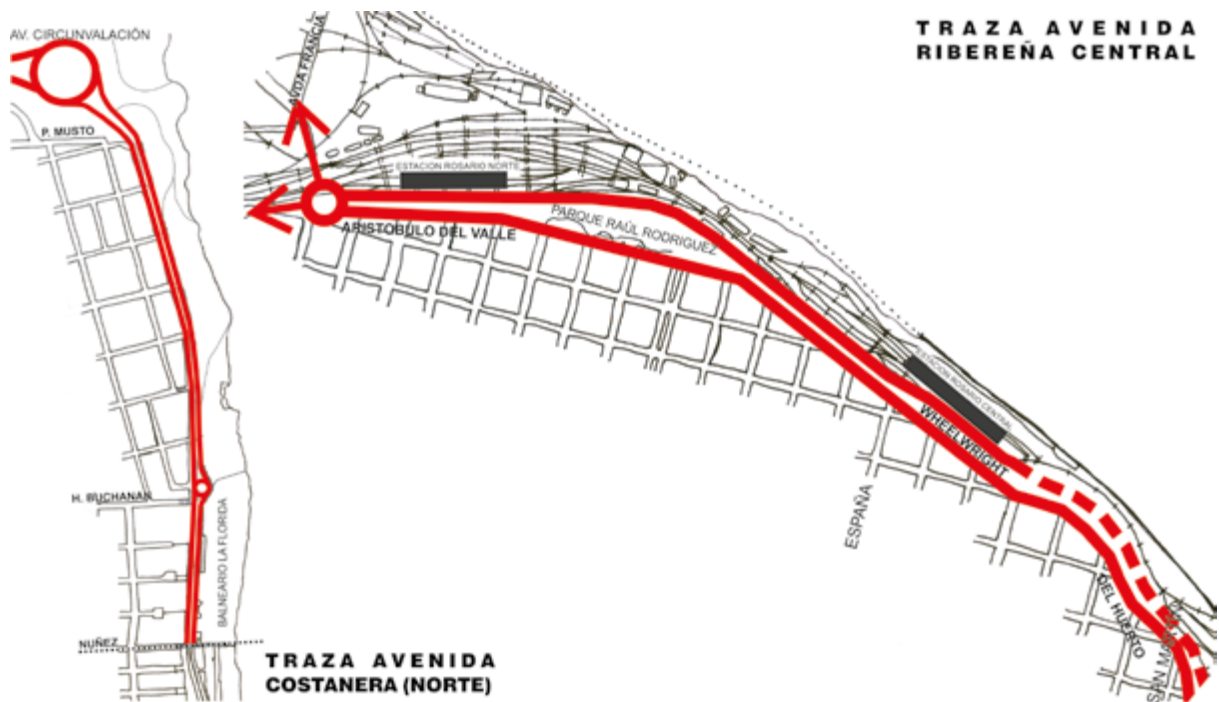 TRAZA AVENIDA
RIBEREÑA CENTRAL
AV. CIRCUNVALACIÓN
AVDA FRANCIA
P. MUSTO
ESTACION ROSARIO NORTE
ARISTOBULO DEL VALLE
PARQUE RAÚL RODRIGUEZ
ESTACION ROSARIO CENTRAL
WHEELWRIGHT
H. BUCHANAN
ESPAÑA
BALNEARIO LA FLORIDA
DEL HUERTO
NUÑEZ
TRAZA AVENIDA
COSTANERA (NORTE)